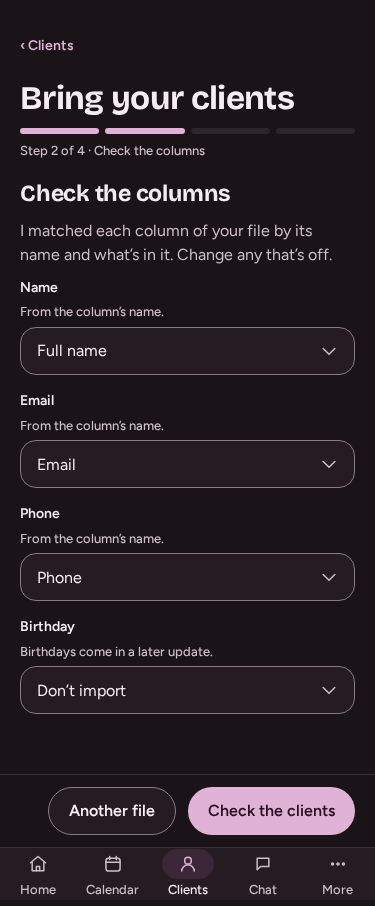 ‹ Clients
Bring your clients
Step 2 of 4 · Check the columns
Check the columns
I matched each column of your file by its
name and what’s in it. Change any that’s off.
Name
From the column’s name.
Full name
Email
From the column’s name.
Email
Phone
From the column’s name.
Phone
Birthday
Birthdays come in a later update.
Don’t import
Another file
Check the clients
Home
Calendar
Clients
Chat
More